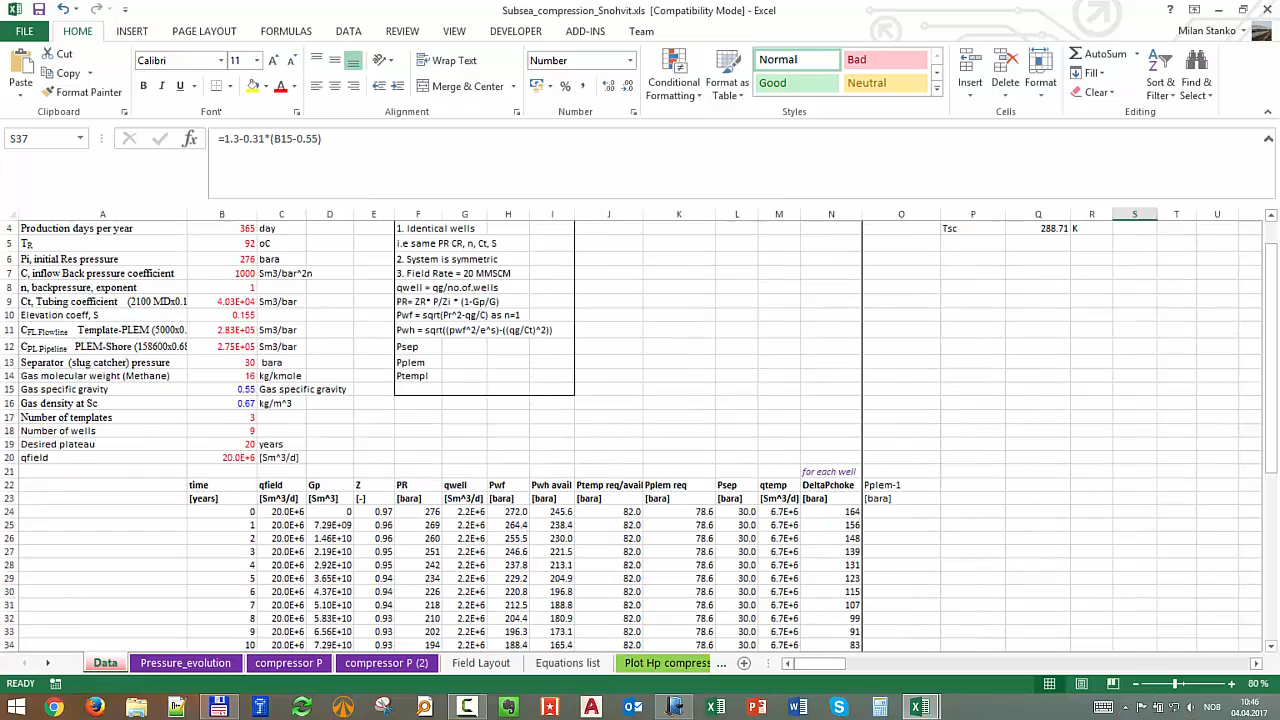 Subsea_compression_Snohvit.xls [Compatibility Mode] - Excel
FILE HOME INSERT PAGE LAYOUT FORMULAS DATA REVIEW VIEW DEVELOPER ADD-INS Team Milan Stanko
Paste Cut Copy Format Painter Clipboard
Calibri 11 B I U A Font
Wrap Text Merge & Center Alignment
Number % Number
Conditional Formatting Format as Table Normal Bad Good Neutral Styles
Insert Delete Format Cells
AutoSum Fill Clear Sort & Filter Find & Select Editing
S37 fx =1.3-0.31*(B15-0.55)
A B C D E F G H I J K L M N O P Q R S T U
4 Production days per year 365 day 1. Identical wells Tsc 288.71 K
5 TR 92 oC i.e same PR CR, n, Ct, S
6 Pi, initial Res pressure 276 bara 2. System is symmetric
7 C, inflow Back pressure coefficient 1000 Sm3/bar^2n 3. Field Rate = 20 MMSCM
8 n, backpressure, exponent 1 qwell = qg/no.of.wells
9 Ct, Tubing coefficient (2100 MDx0.1 4.03E+04 Sm3/bar PR= ZR* P/Zi * (1-Gp/G)
10 Elevation coeff, S 0.155 Pwf = sqrt(Pr^2-qg/C) as n=1
11 CFL Flowline Template-PLEM (5000x0. 2.83E+05 Sm3/bar Pwh = sqrt((pwf^2/e^s)-((qg/Ct)^2))
12 CPL Pipeline PLEM-Shore (158600x0.68 2.75E+05 Sm3/bar Psep
13 Separator (slug catcher) pressure 30 bara Pplem
14 Gas molecular weight (Methane) 16 kg/kmole Ptempl
15 Gas specific gravity 0.55 Gas specific gravity
16 Gas density at Sc 0.67 kg/m^3
17 Number of templates 3
18 Number of wells 9
19 Desired plateau 20 years
20 qfield 20.0E+6 [Sm^3/d]
21 for each well
22 time qfield Gp Z PR qwell Pwf Pwh avail Ptemp req/avail Pplem req Psep qtemp DeltaPchoke Pplem-1
23 [years] [Sm^3/d] [Sm^3] [-] [bara] [Sm^3/d] [bara] [bara] [bara] [bara] [bara] [Sm^3/d] [bara] [bara]
24 0 20.0E+6 0 0.97 276 2.2E+6 272.0 245.6 82.0 78.6 30.0 6.7E+6 164
25 1 20.0E+6 7.29E+09 0.96 269 2.2E+6 264.4 238.4 82.0 78.6 30.0 6.7E+6 156
26 2 20.0E+6 1.46E+10 0.96 260 2.2E+6 255.5 230.0 82.0 78.6 30.0 6.7E+6 148
27 3 20.0E+6 2.19E+10 0.95 251 2.2E+6 246.6 221.5 82.0 78.6 30.0 6.7E+6 139
28 4 20.0E+6 2.92E+10 0.95 242 2.2E+6 237.8 213.1 82.0 78.6 30.0 6.7E+6 131
29 5 20.0E+6 3.65E+10 0.94 234 2.2E+6 229.2 204.9 82.0 78.6 30.0 6.7E+6 123
30 6 20.0E+6 4.37E+10 0.94 226 2.2E+6 220.8 196.8 82.0 78.6 30.0 6.7E+6 115
31 7 20.0E+6 5.10E+10 0.94 218 2.2E+6 212.5 188.8 82.0 78.6 30.0 6.7E+6 107
32 8 20.0E+6 5.83E+10 0.93 210 2.2E+6 204.4 180.9 82.0 78.6 30.0 6.7E+6 99
33 9 20.0E+6 6.56E+10 0.93 202 2.2E+6 196.3 173.1 82.0 78.6 30.0 6.7E+6 91
34 10 20.0E+6 7.29E+10 0.93 194 2.2E+6 188.4 165.4 82.0 78.6 30.0 6.7E+6 83
Data Pressure_evolution compressor P compressor P (2) Field Layout Equations list Plot Hp compress ...
READY 80 %
NOB 10:46
04.04.2017